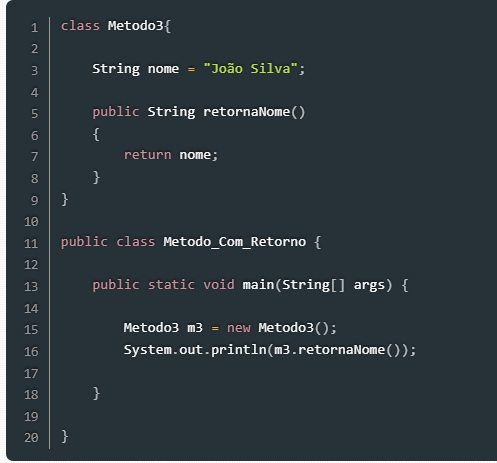 1 class Metodo3{
2
3 String nome = "João Silva";
4
5 public String retornaNome()
6 {
7 return nome;
8 }
9 }
10
11 public class Metodo_Com_Retorno {
12
13 public static void main(String[] args) {
14
15 Metodo3 m3 = new Metodo3();
16 System.out.println(m3.retornaNome());
17
18 }
19
20 }